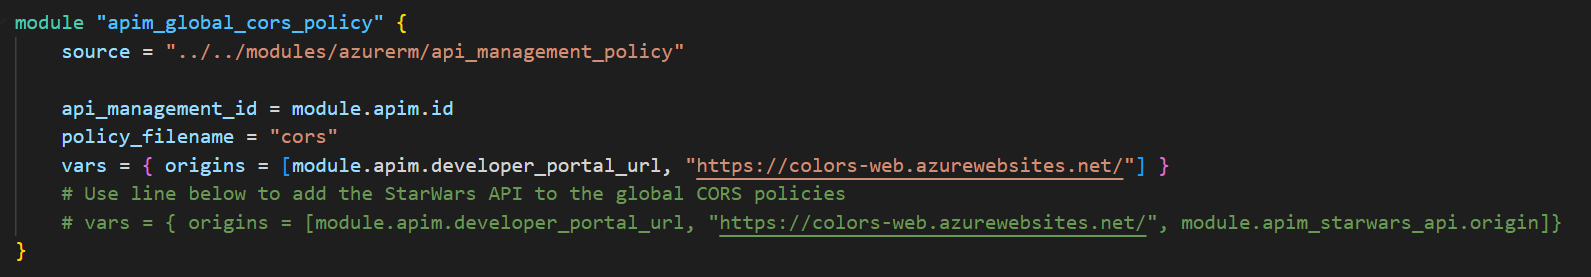 module "apim_global_cors_policy" {
source = "../../modules/azurerm/api_management_policy"
api_management_id = module.apim.id
policy_filename = "cors"
vars = { origins = [module.apim.developer_portal_url, "https://colors-web.azurewebsites.net/"] }
# Use line below to add the StarWars API to the global CORS policies
# vars = { origins = [module.apim.developer_portal_url, "https://colors-web.azurewebsites.net/", module.apim_starwars_api.origin]}
}